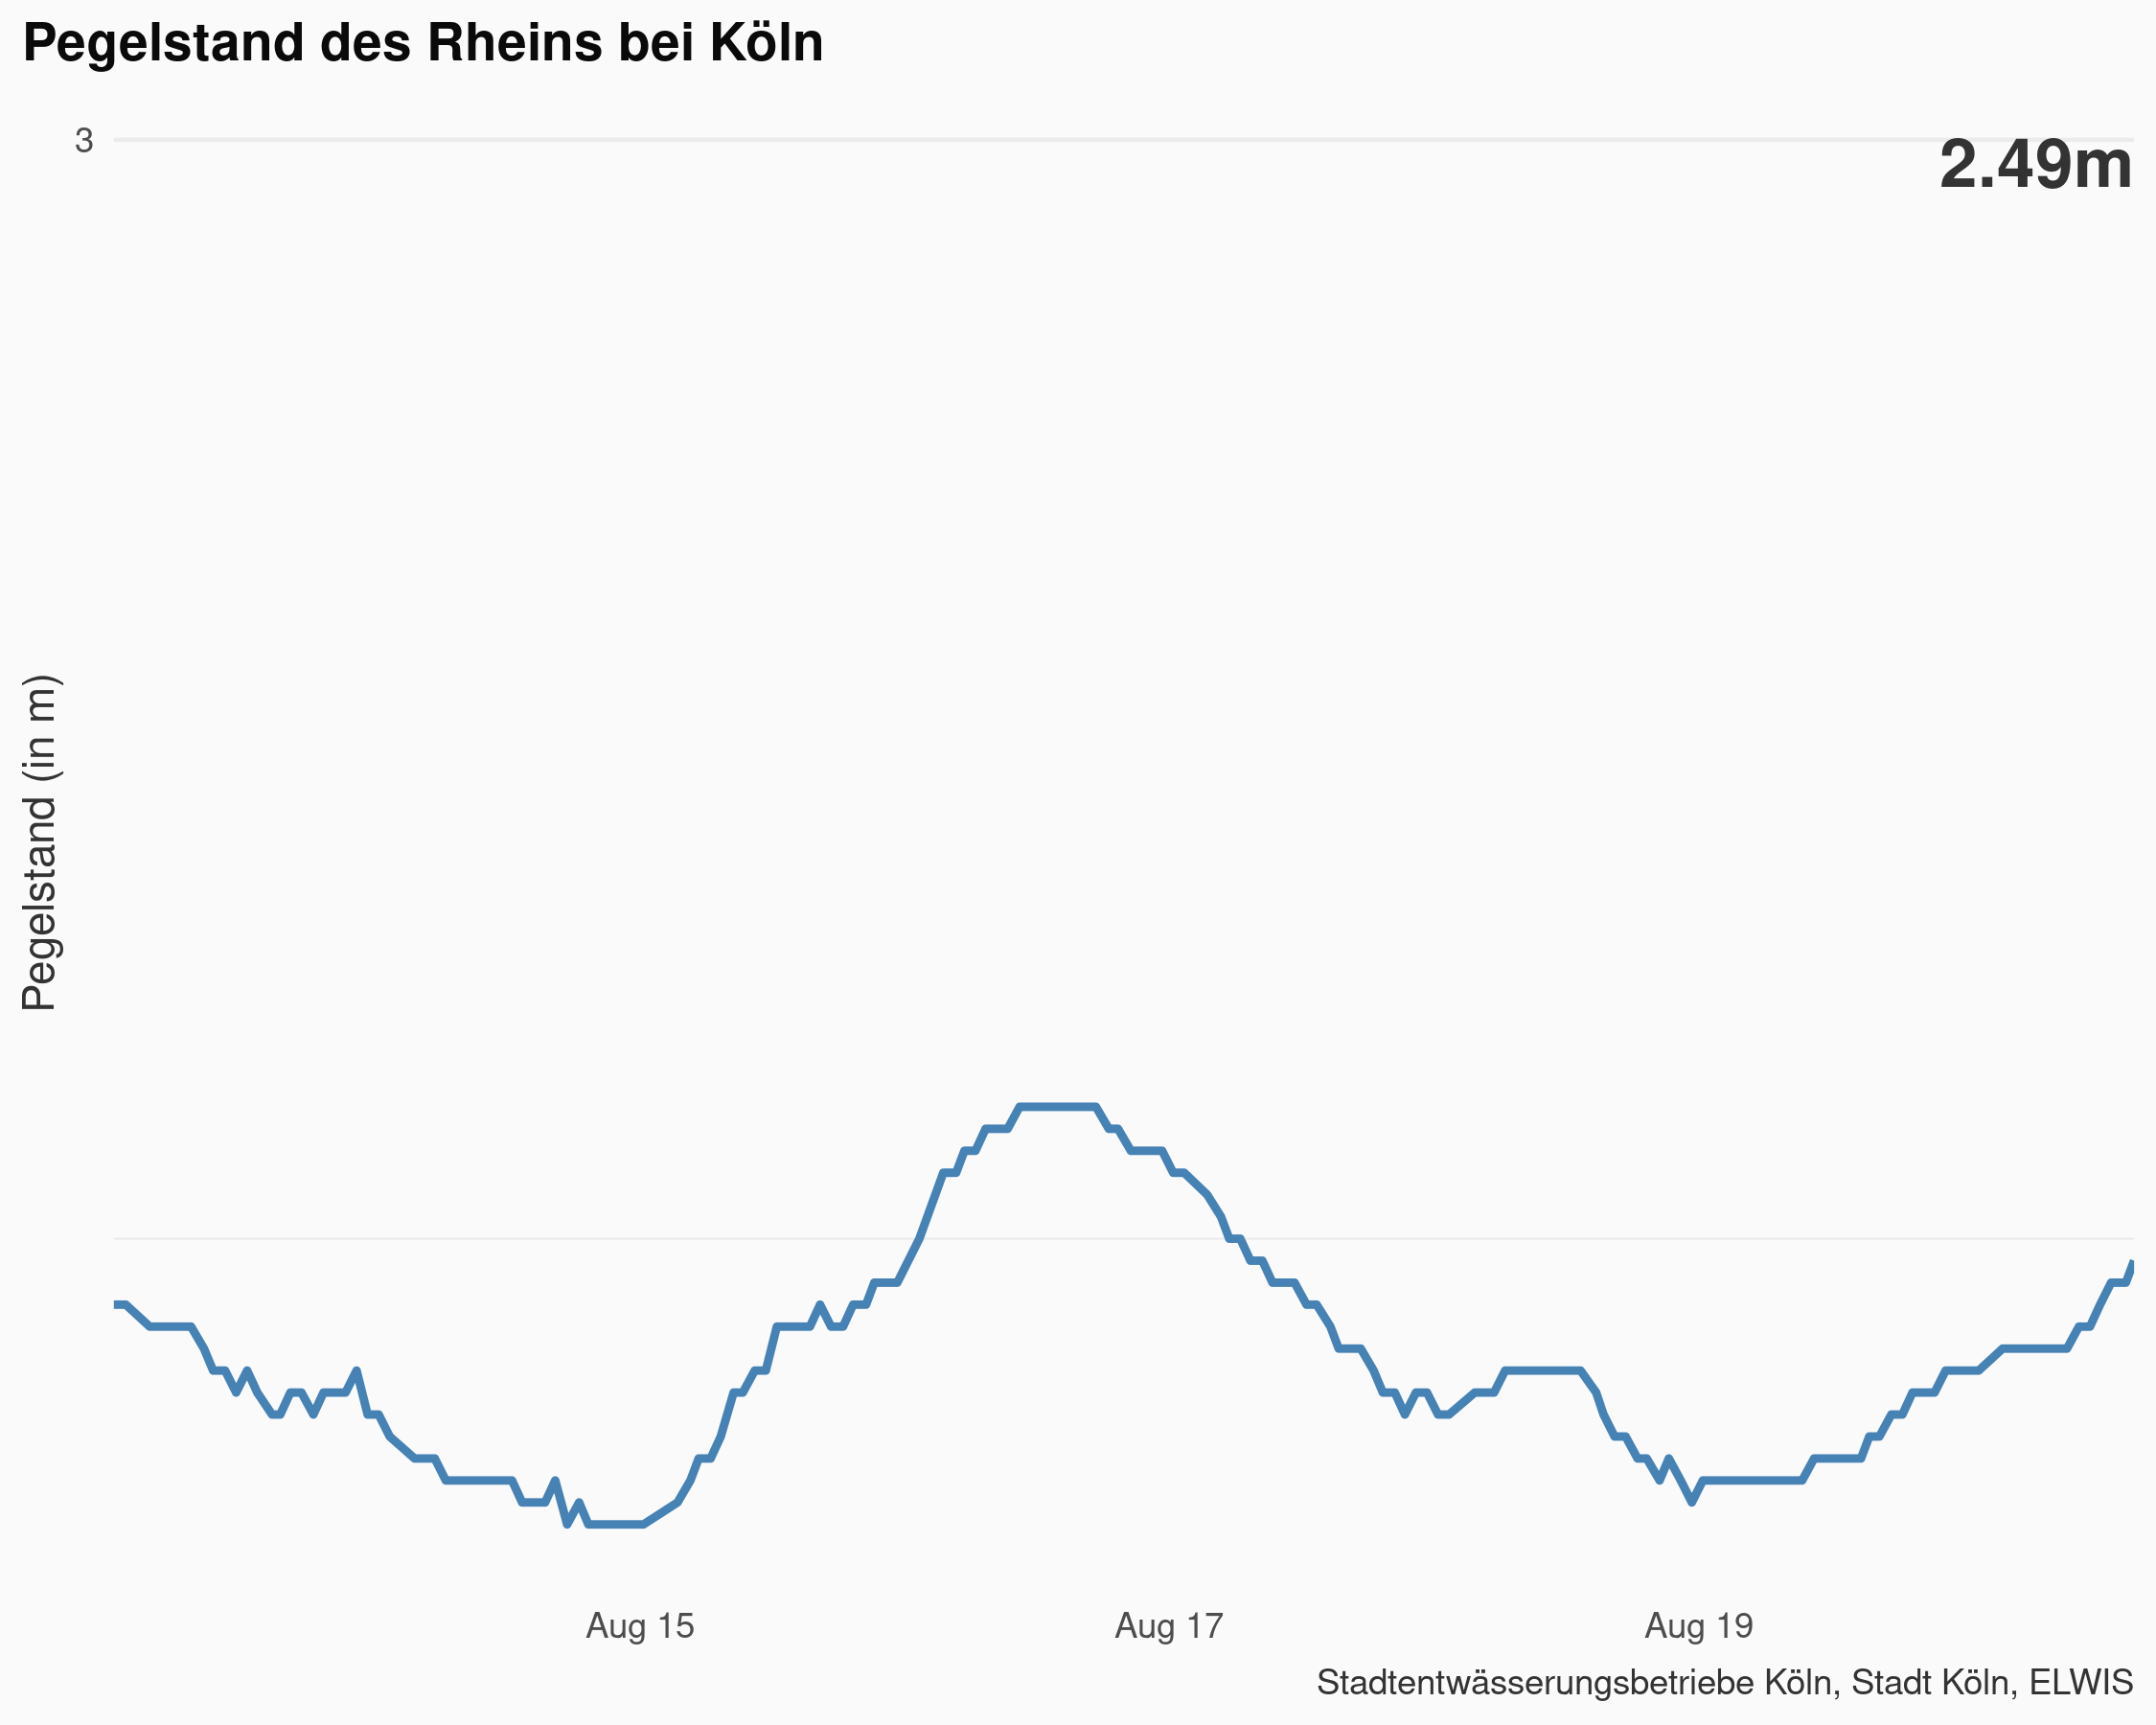 Pegelstand des Rheins bei Köln
3
2.49m
Pegelstand (in m)
Aug 15
Aug 17
Aug 19
Stadtentwässerungsbetriebe Köln, Stadt Köln, ELWIS